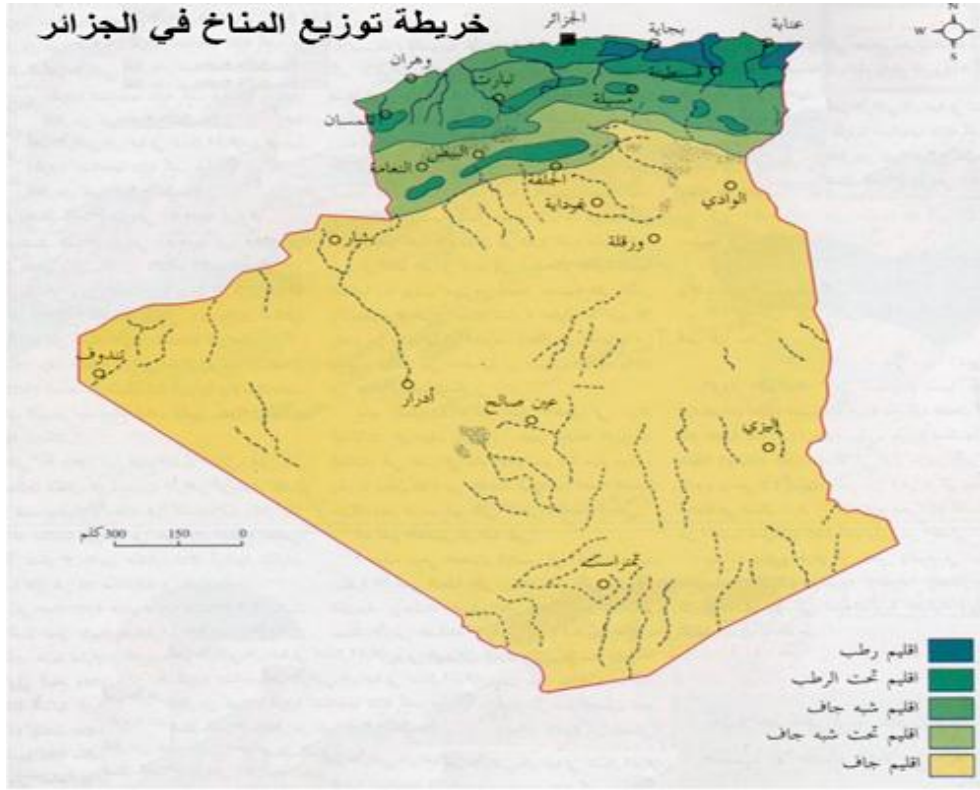 خريطة توزيع المناخ في الجزائر
N
W
S
الجزائر
بجاية
عنابة
وهران
تيارت
قسنطينة
مسيلة
تلمسان
البيض
النعامة
الجلفة
الوادي
غرداية
ورقلة
بشار
تندوف
أدرار
عين صالح
اليزي
تمنراست
300 150 0
كلم
اقليم رطب
اقليم تحت الرطب
اقليم شبه جاف
اقليم تحت شبه جاف
اقليم جاف